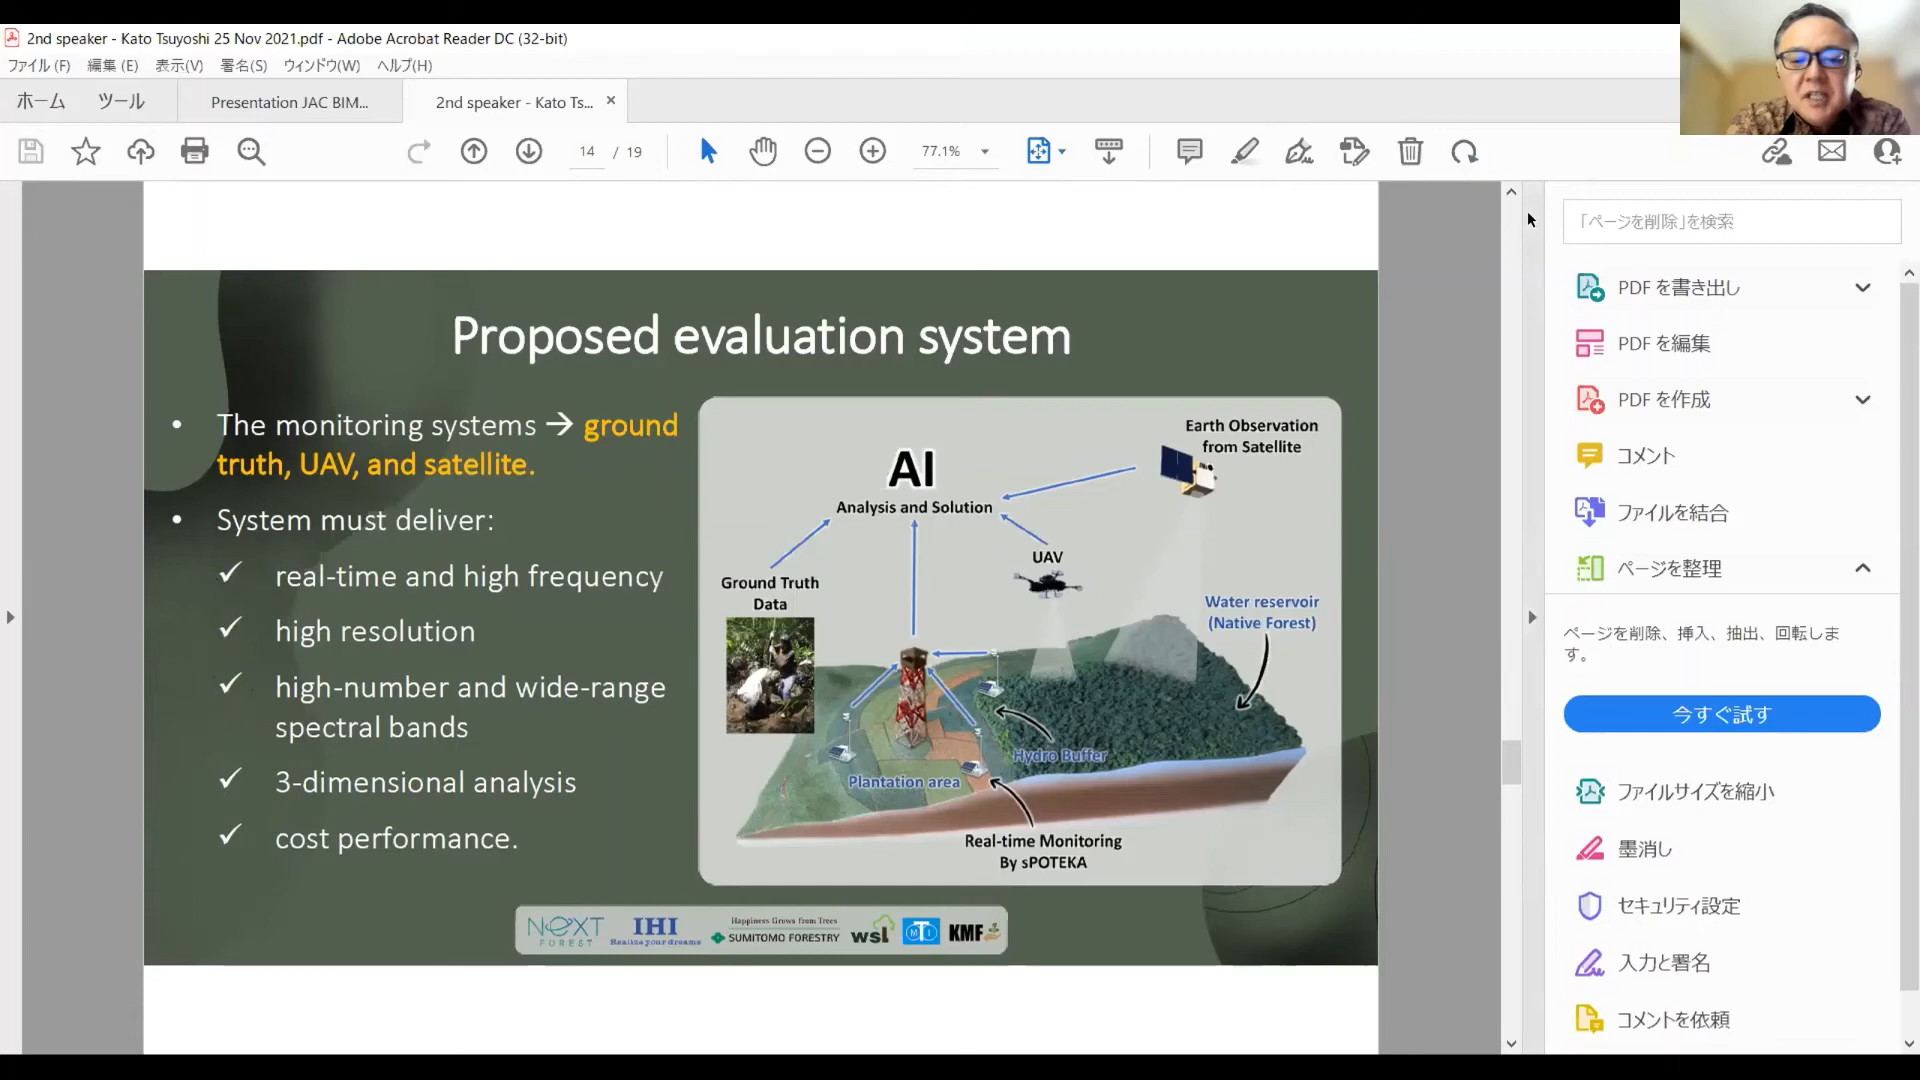 2nd speaker - Kato Tsuyoshi 25 Nov 2021.pdf - Adobe Acrobat Reader DC (32-bit)
ファイル(F) 編集(E) 表示(V) 署名(S) ウィンドウ(W) ヘルプ(H)
ホーム ツール Presentation JAC BIM... 2nd speaker - Kato Ts... ×
14 / 19 77.1%
Proposed evaluation system
• The monitoring systems → ground
truth, UAV, and satellite.
• System must deliver:
✓ real-time and high frequency
✓ high resolution
✓ high-number and wide-range
spectral bands
✓ 3-dimensional analysis
✓ cost performance.
Earth Observation
from Satellite
AI
Analysis and Solution
UAV
Ground Truth
Data
Water reservoir
(Native Forest)
Hydro Buffer
Plantation area
Real-time Monitoring
By sPOTEKA
NEXT
FOREST
IHI
Realize your dreams
Happiness Grows from Trees
SUMITOMO FORESTRY
wsl
MTI
KMF
「ページを削除」を検索
PDF を書き出し
PDF を編集
PDF を作成
コメント
ファイルを結合
ページを整理
ページを削除、挿入、抽出、回転しま
す。
今すぐ試す
ファイルサイズを縮小
墨消し
セキュリティ設定
入力と署名
コメントを依頼